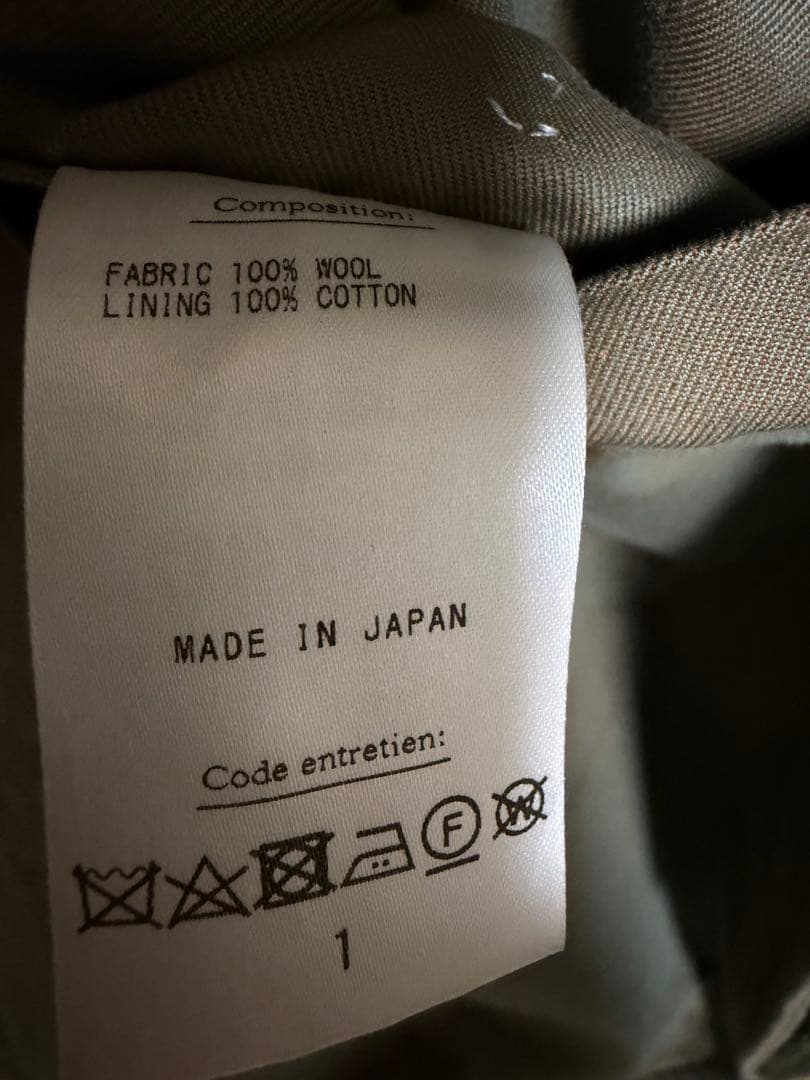 Composition:
FABRIC 100% WOOL
LINING 100% COTTON
MADE IN JAPAN
Code entretien:
F W
1